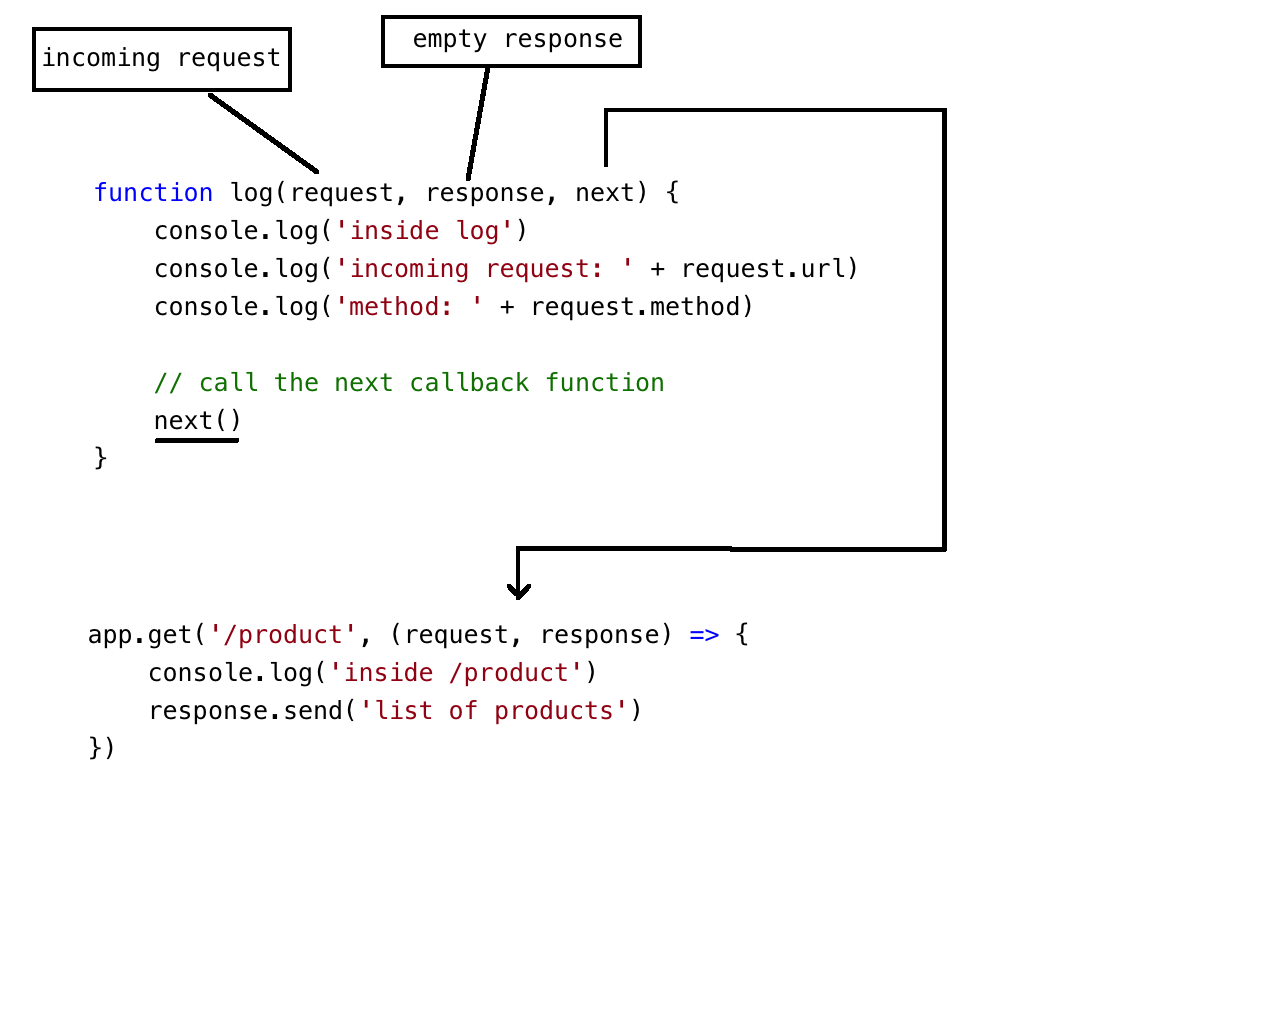 incoming request
empty response
function log(request, response, next) {
console.log('inside log')
console.log('incoming request: ' + request.url)
console.log('method: ' + request.method)
// call the next callback function
next()
}
app.get('/product', (request, response) => {
console.log('inside /product')
response.send('list of products')
})